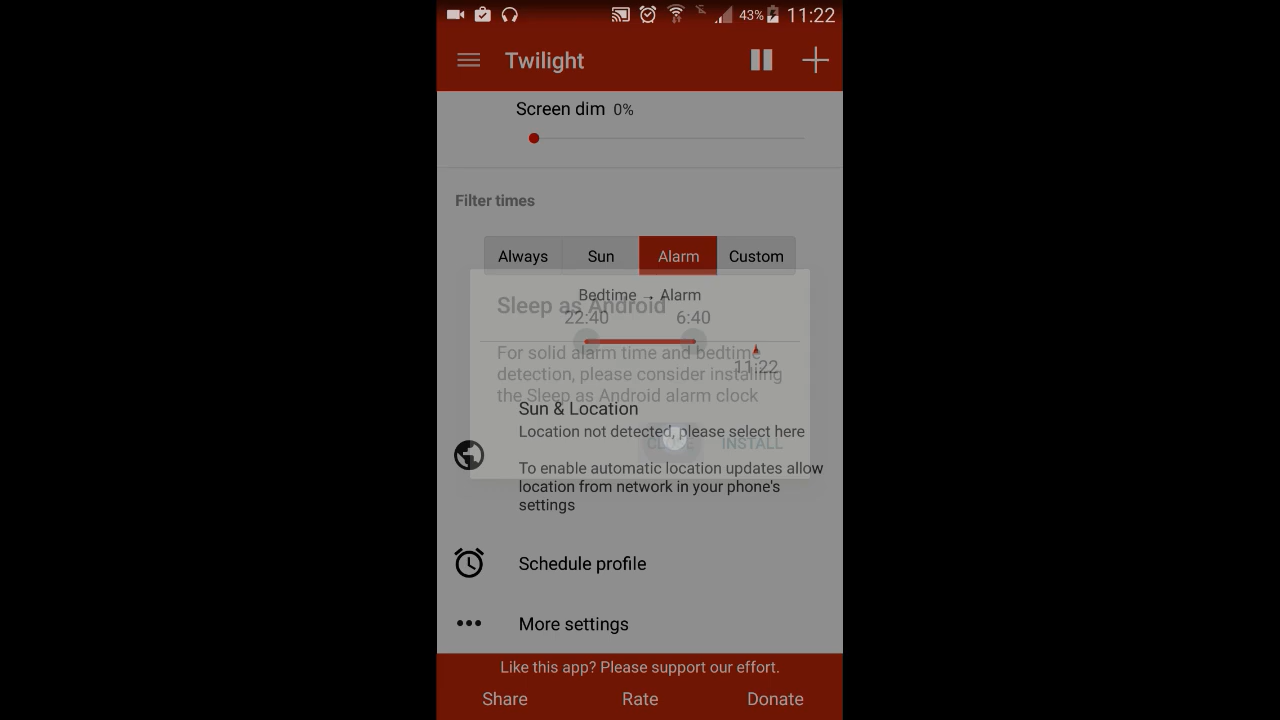 43% 11:22
Twilight
Screen dim 0%
Filter times
Always Sun Alarm Custom
Bedtime → Alarm
Sleep as Android
22:40 6:40
For solid alarm time and bedtime
11:22
detection, please consider installing
the Sleep as Android alarm clock
Sun & Location
Location not detected, please select here
CLOSE INSTALL
To enable automatic location updates allow
location from network in your phone's
settings
Schedule profile
More settings
Like this app? Please support our effort.
Share Rate Donate